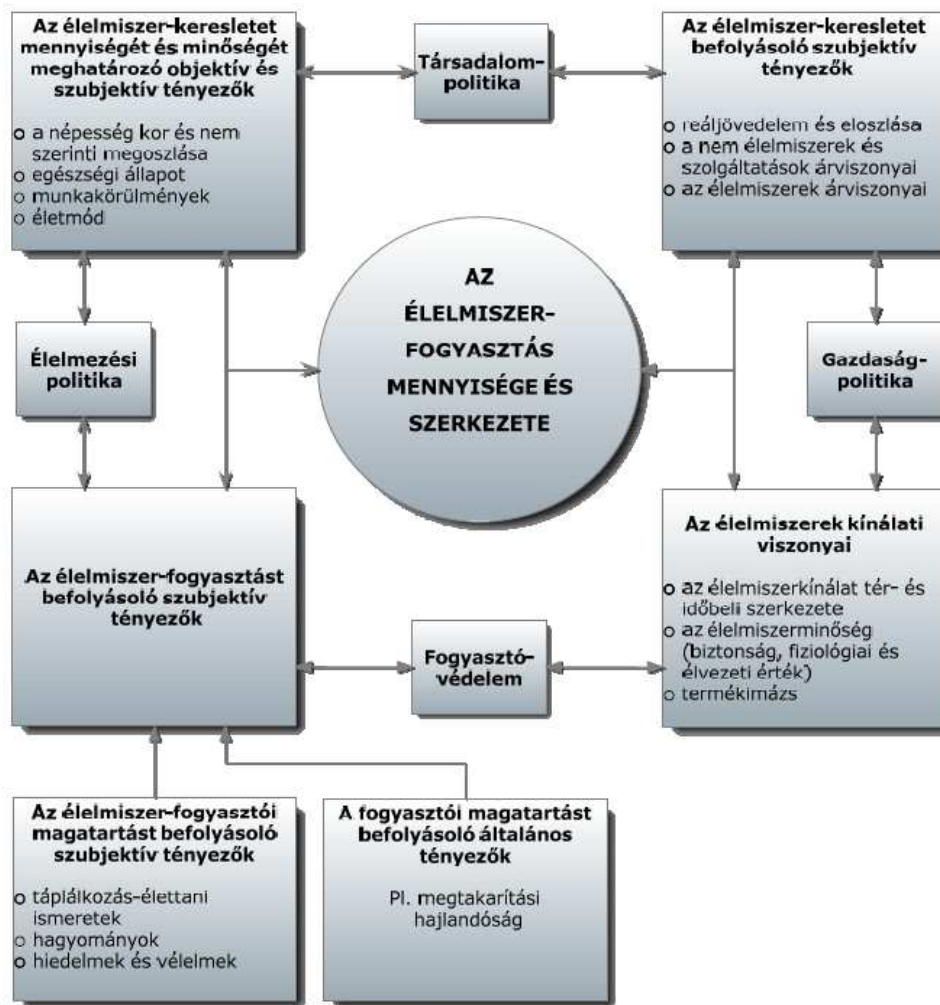 Az élelmiszer-keresletet
mennyiségét és minőségét
meghatározó objektív és
szubjektív tényezők
o a népesség kor és nem
szerinti megoszlása
o egészségi állapot
o munkakörülmények
o életmód
Társadalom-
politika
Az élelmiszer-keresletet
befolyásoló szubjektív
tényezők
o reáljövedelem és eloszlása
o a nem élelmiszerek és
szolgáltatások árviszonyai
o az élelmiszerek árviszonyai
Élelmezési
politika
AZ
ÉLELMISZER-
FOGYASZTÁS
MENNYISÉGE ÉS
SZERKEZETE
Gazdaság-
politika
Az élelmiszer-fogyasztást
befolyásoló szubjektív
tényezők
Fogyasztó-
védelem
Az élelmiszerek kínálati
viszonyai
o az élelmiszerkínálat tér- és
időbeli szerkezete
o az élelmiszerminőség
(biztonság, fiziológiai és
élvezeti érték)
o termékimázs
Az élelmiszer-fogyasztói
magatartást befolyásoló
szubjektív tényezők
o táplálkozás-élettani
ismeretek
o hagyományok
o hiedelmek és vélelmek
A fogyasztói magatartást
befolyásoló általános
tényezők
Pl. megtakarítási
hajlandóság